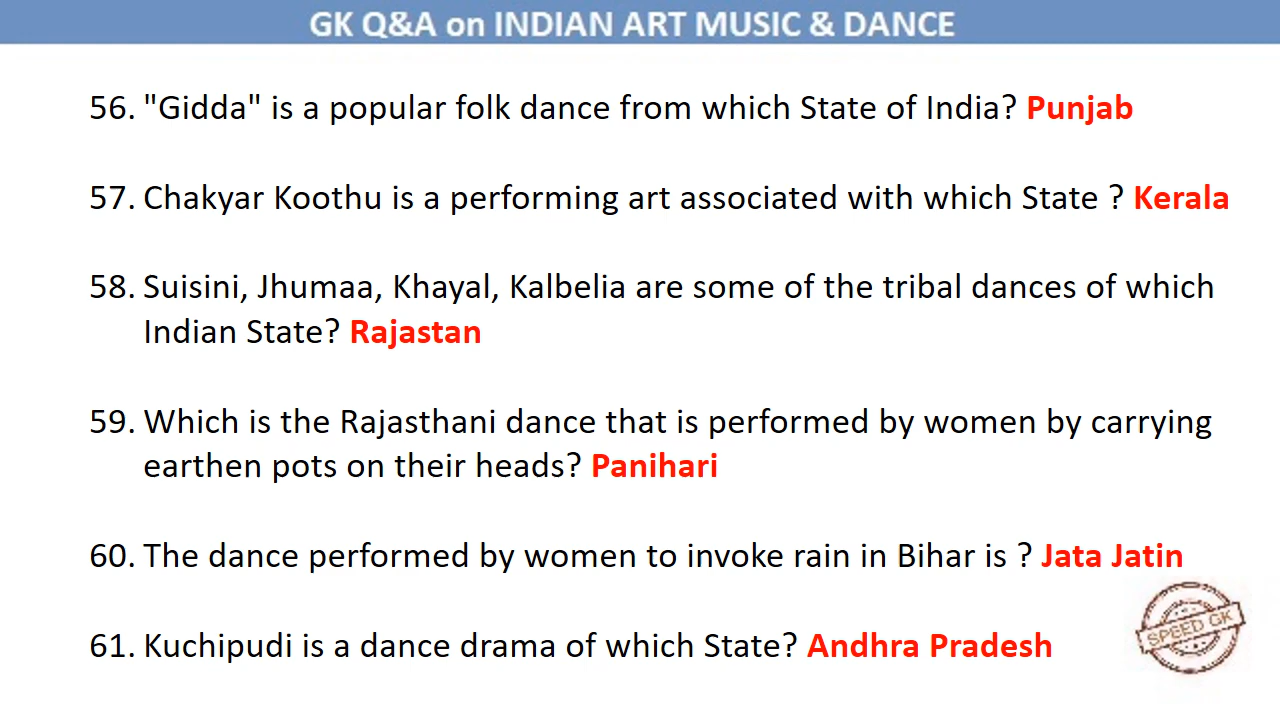 GK Q&A on INDIAN ART MUSIC & DANCE
56. "Gidda" is a popular folk dance from which State of India? Punjab
57. Chakyar Koothu is a performing art associated with which State ? Kerala
58. Suisini, Jhumaa, Khayal, Kalbelia are some of the tribal dances of which
Indian State? Rajastan
59. Which is the Rajasthani dance that is performed by women by carrying
earthen pots on their heads? Panihari
60. The dance performed by women to invoke rain in Bihar is ? Jata Jatin
61. Kuchipudi is a dance drama of which State? Andhra Pradesh
SPEED GK